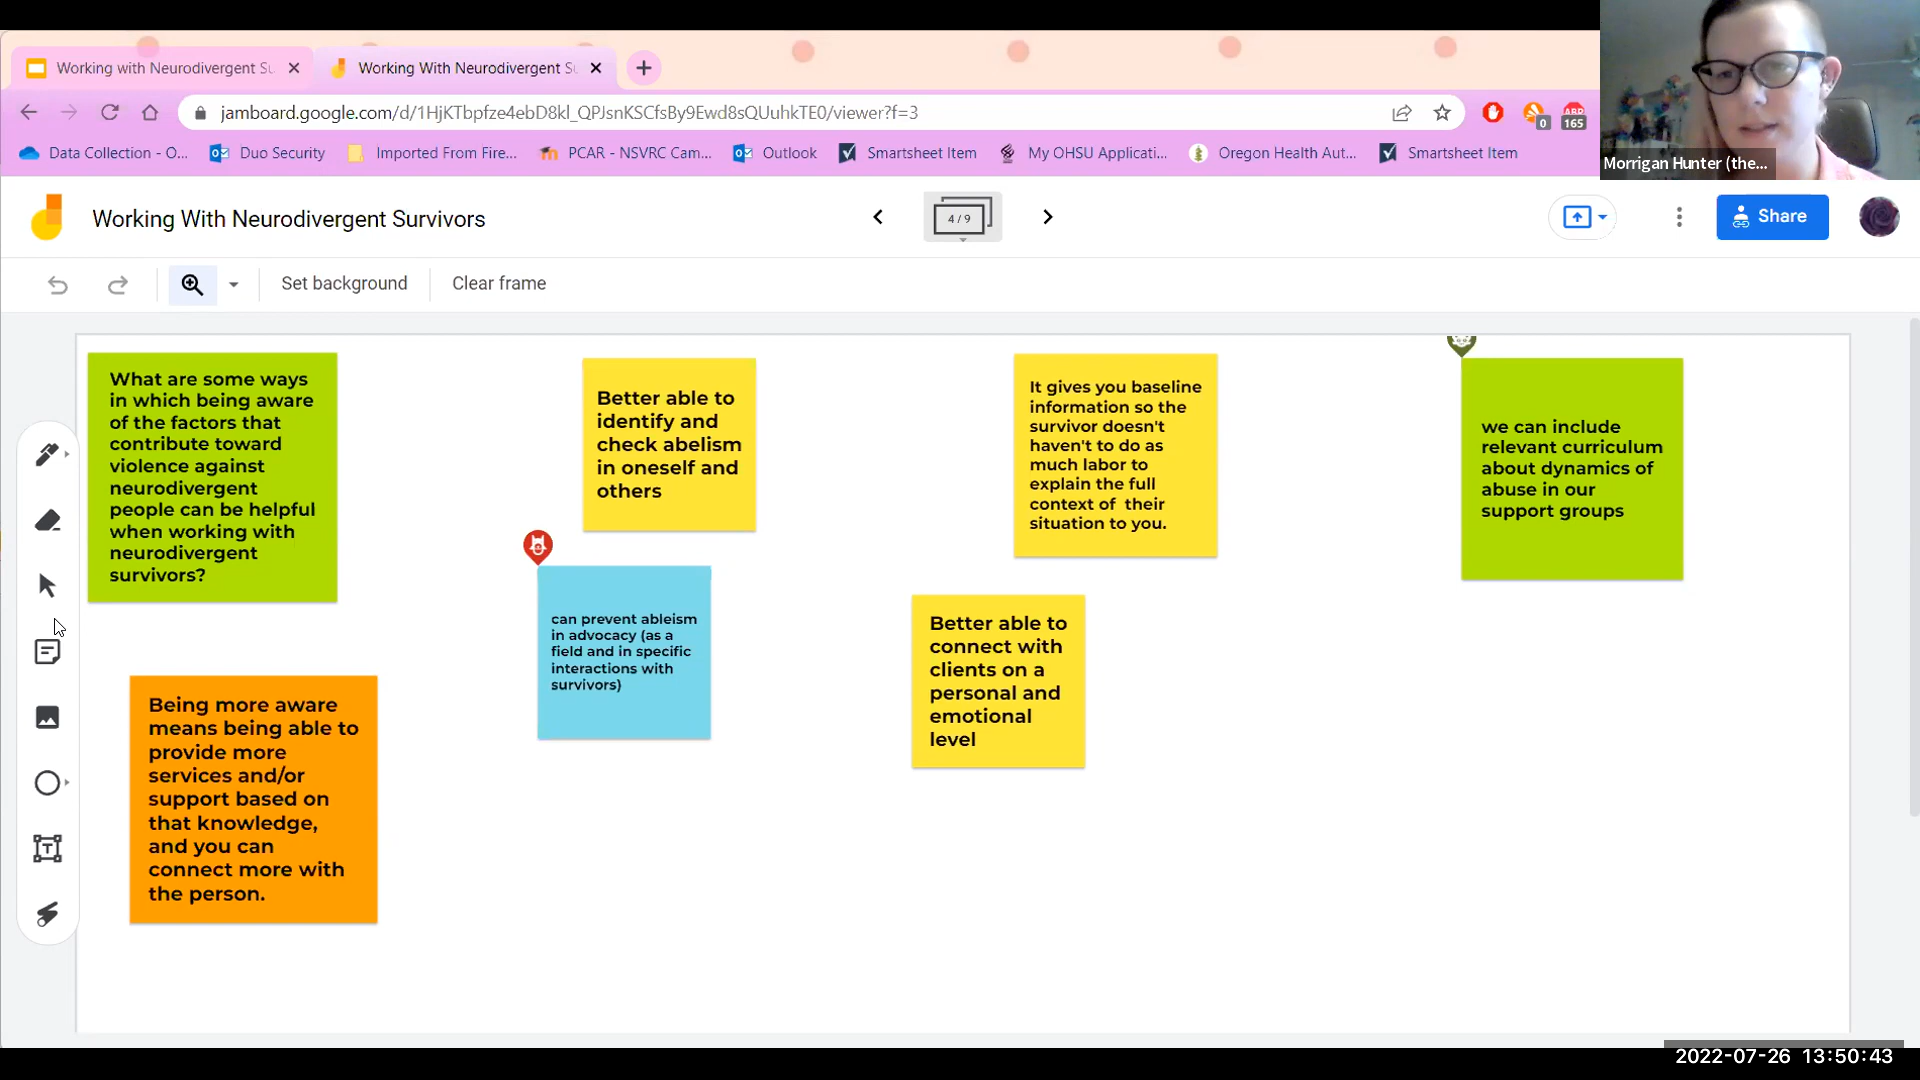 Working with Neurodivergent Su
Working With Neurodivergent Su
jamboard.google.com/d/1HjKTbpfze4ebD8kl_QPJsnKSCfsBy9Ewd8sQUuhkTE0/viewer?f=3
0
ABP
165
Data Collection - O...
Duo Security
Imported From Fire...
PCAR - NSVRC Cam...
Outlook
Smartsheet Item
My OHSU Applicati...
Oregon Health Aut...
Smartsheet Item
Morrigan Hunter (the...
Working With Neurodivergent Survivors
4 / 9
Share
Set background
Clear frame
What are some ways
in which being aware
of the factors that
contribute toward
violence against
neurodivergent
people can be helpful
when working with
neurodivergent
survivors?
Better able to
identify and
check abelism
in oneself and
others
It gives you baseline
information so the
survivor doesn't
haven't to do as
much labor to
explain the full
context of their
situation to you.
we can include
relevant curriculum
about dynamics of
abuse in our
support groups
can prevent ableism
in advocacy (as a
field and in specific
interactions with
survivors)
Better able to
connect with
clients on a
personal and
emotional
level
Being more aware
means being able to
provide more
services and/or
support based on
that knowledge,
and you can
connect more with
the person.
2022-07-26 13:50:43